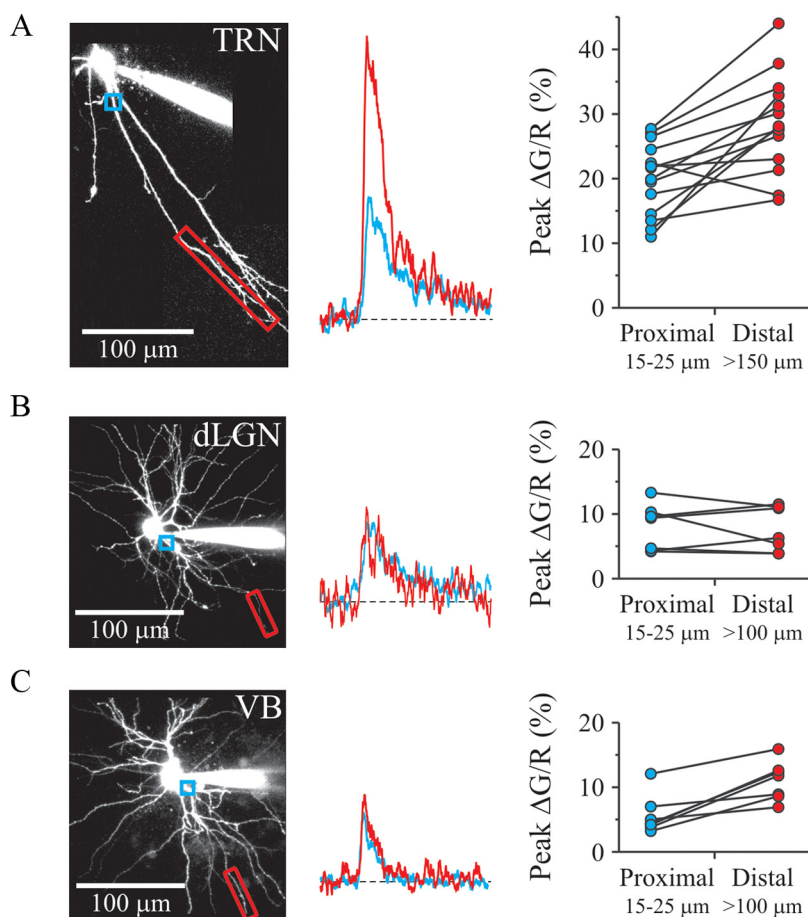 A
TRN
100 μm
Peak ΔG/R (%)
40
30
20
10
0
Proximal Distal
15-25 μm >150 μm
B
dLGN
100 μm
Peak ΔG/R (%)
20
10
0
Proximal Distal
15-25 μm >100 μm
C
VB
100 μm
Peak ΔG/R (%)
20
10
0
Proximal Distal
15-25 μm >100 μm